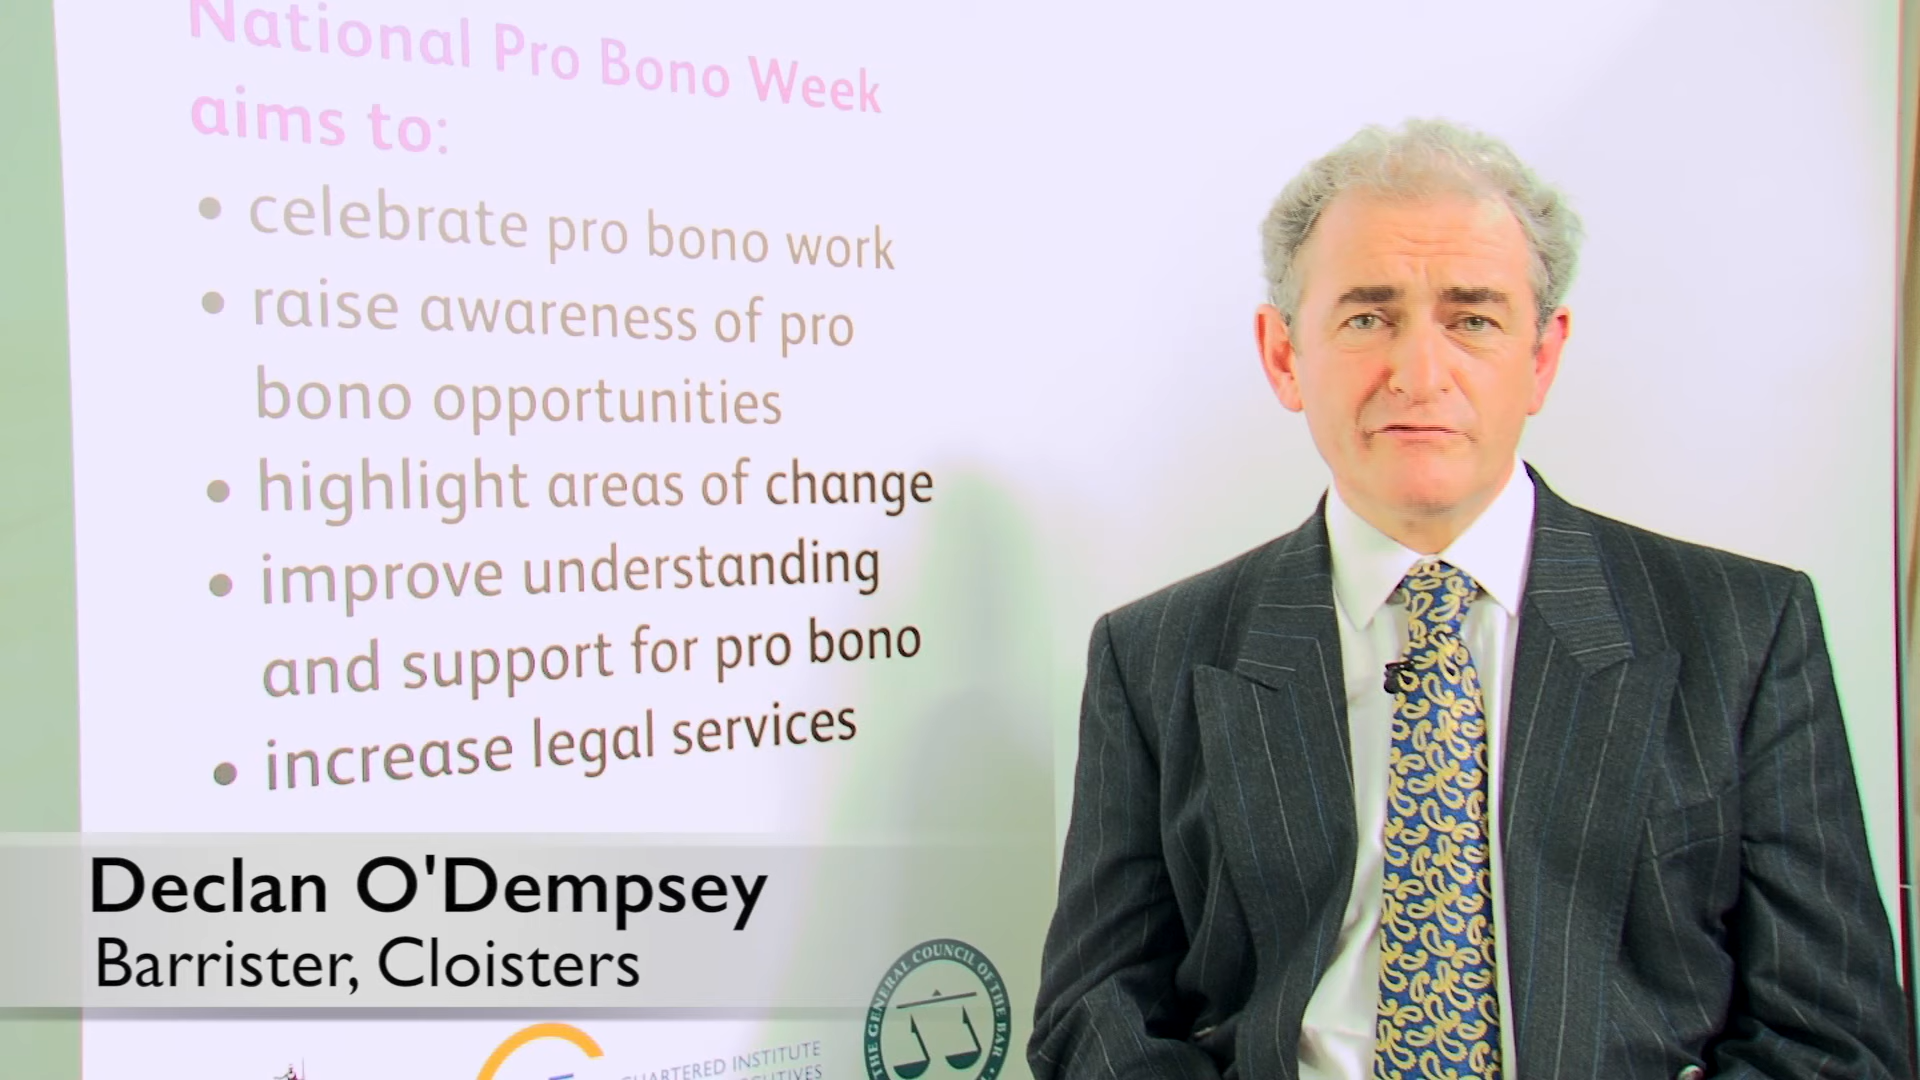 National Pro Bono Week
aims to:
• celebrate pro bono work
• raise awareness of pro
bono opportunities
• highlight areas of change
• improve understanding
and support for pro bono
• increase legal services
Declan O'Dempsey
Barrister, Cloisters
THE GENERAL COUNCIL OF THE BAR •
CHARTERED INSTITUTE